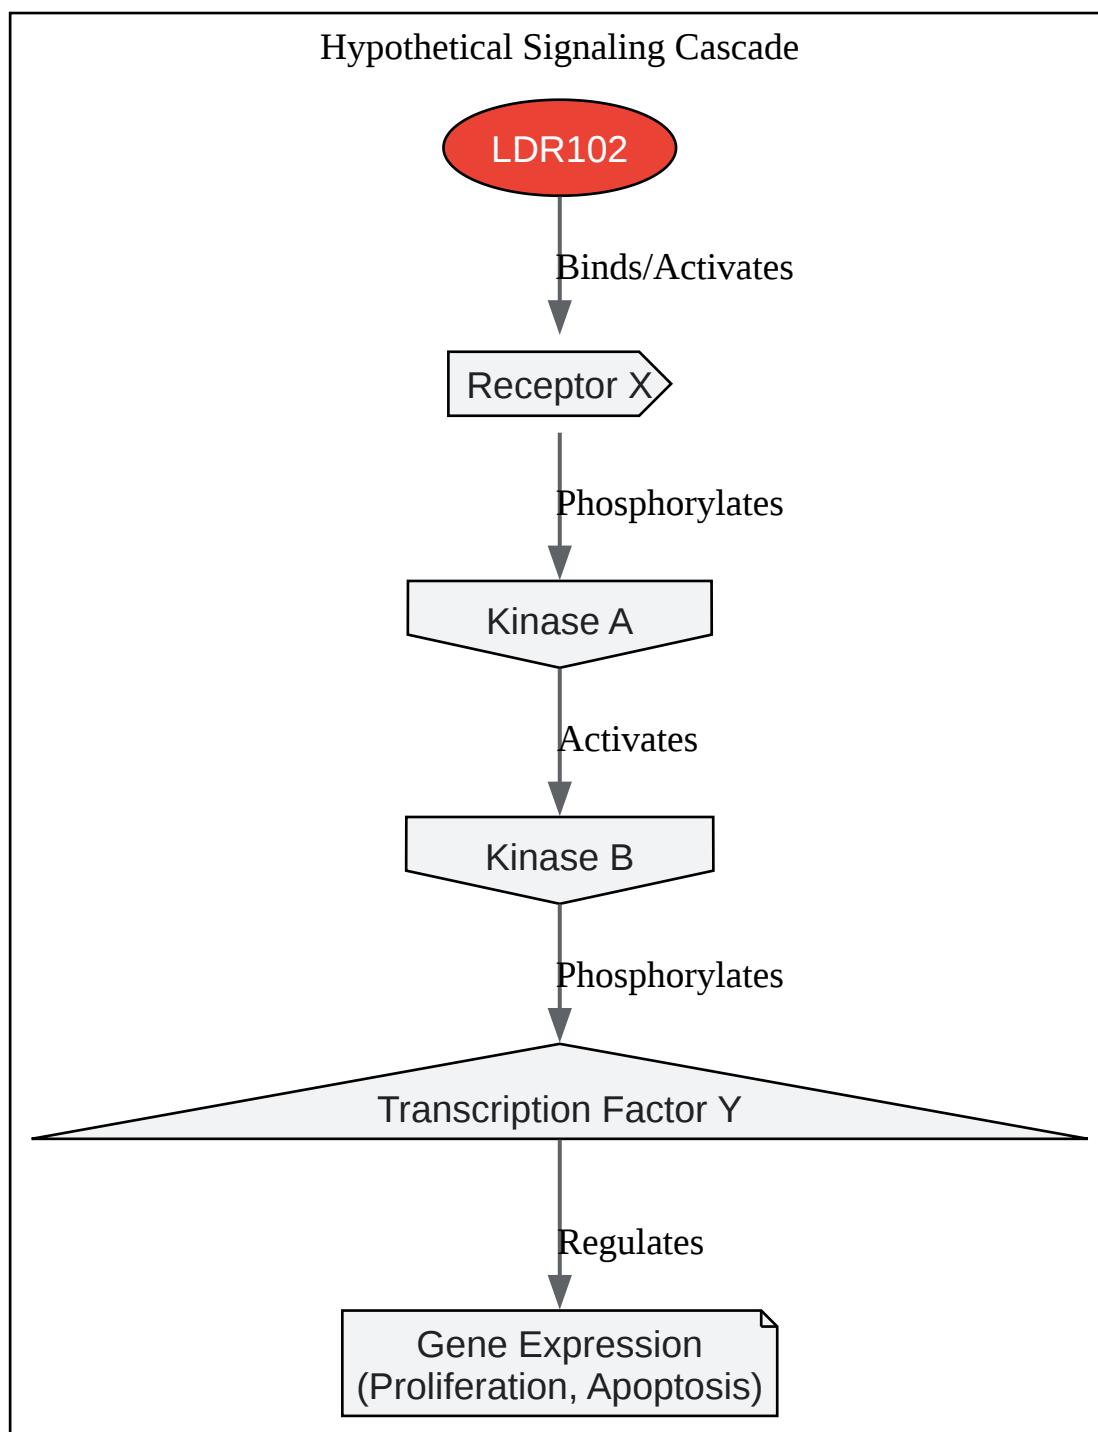 Hypothetical Signaling Cascade
LDR102
Binds/Activates
Receptor X
Phosphorylates
Kinase A
Activates
Kinase B
Phosphorylates
Transcription Factor Y
Regulates
Gene Expression
(Proliferation, Apoptosis)